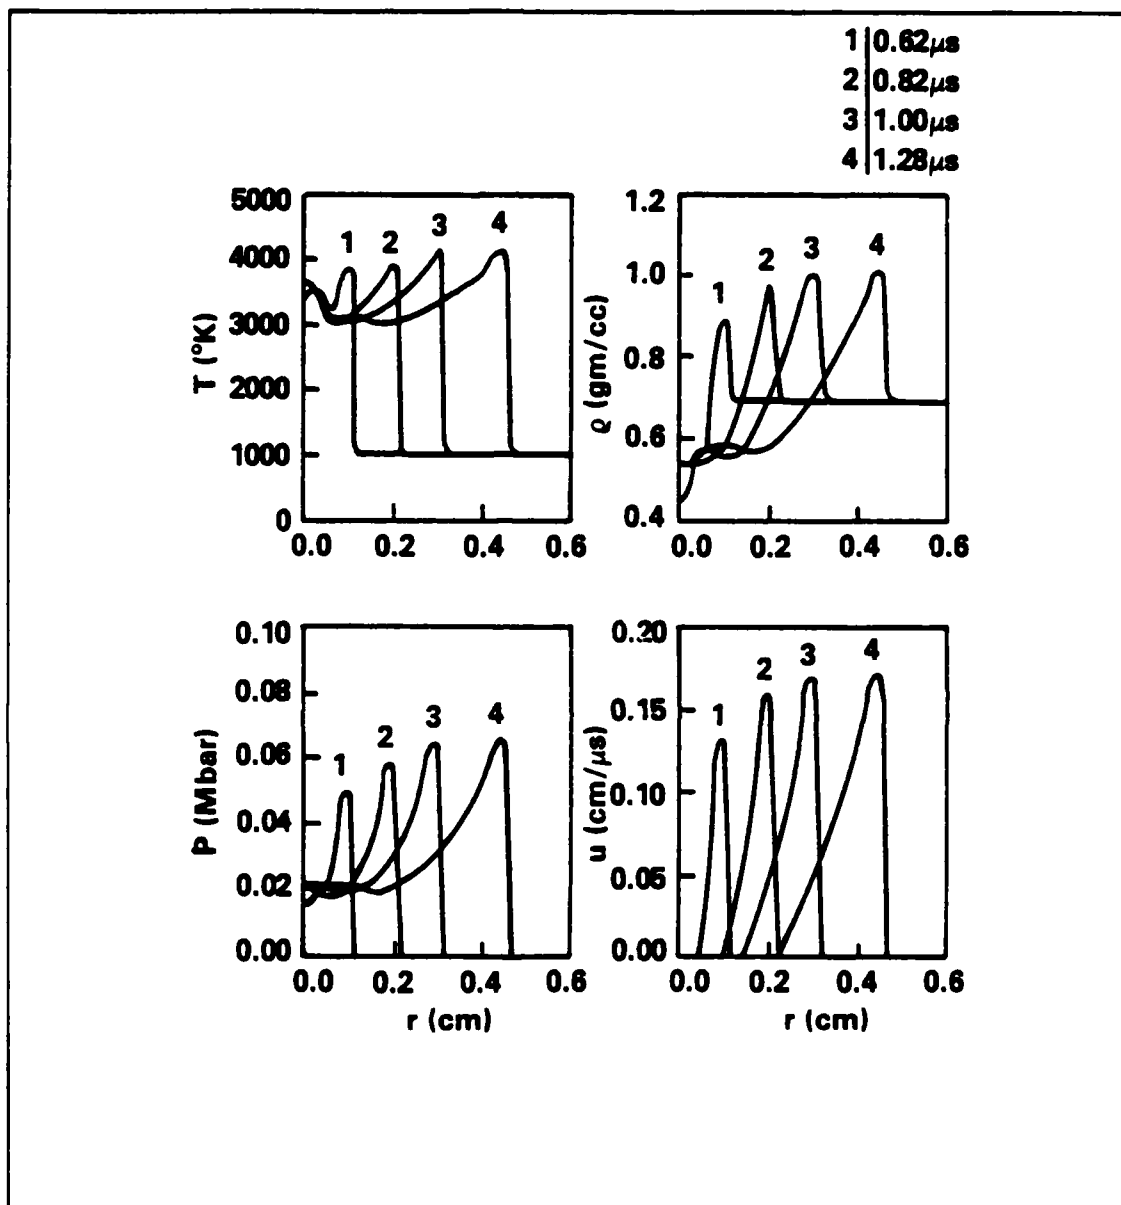 1 0.62μs
2 0.82μs
3 1.00μs
4 1.28μs
T (°K)
5000
4000
3000
2000
1000
0
1 2 3 4
0.0 0.2 0.4 0.6
ϱ (gm/cc)
1.2
1.0
0.8
0.6
0.4
1 2 3 4
0.0 0.2 0.4 0.6
P (Mbar)
0.10
0.08
0.06
0.04
0.02
0.00
1 2 3 4
0.0 0.2 0.4 0.6
r (cm)
u (cm/μs)
0.20
0.15
0.10
0.05
0.00
1 2 3 4
0.0 0.2 0.4 0.6
r (cm)